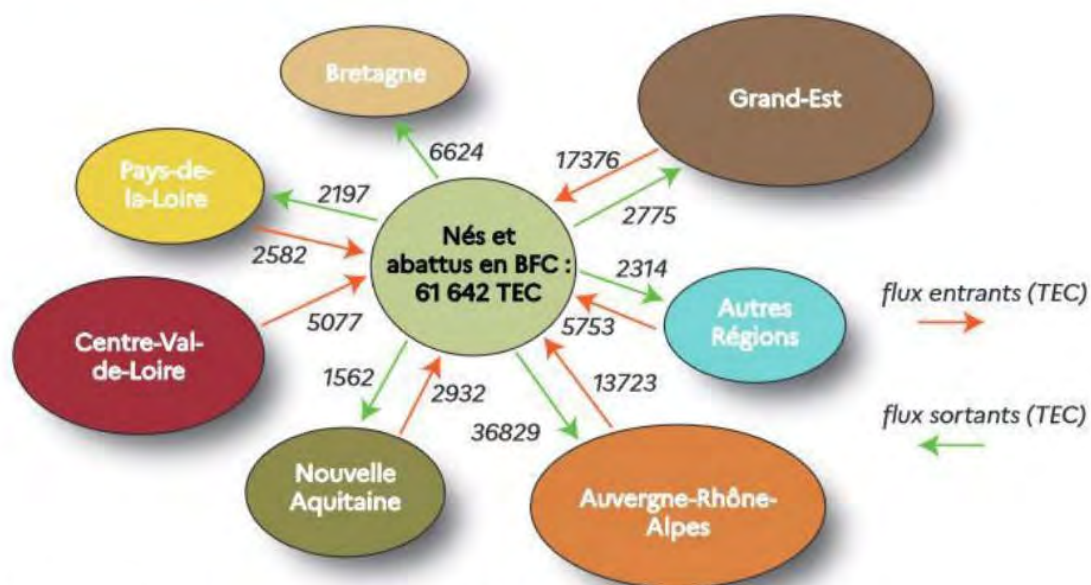 Bretagne
Grand-Est
6624
17376
Pays-de-
la-Loire
2197
2775
2582
Nés et
abattus en BFC :
61 642 TEC
2314
flux entrants (TEC)
5077
5753
Autres
Régions
Centre-Val-
de-Loire
1562
2932
13723
flux sortants (TEC)
36829
Nouvelle
Aquitaine
Auvergne-Rhône-
Alpes